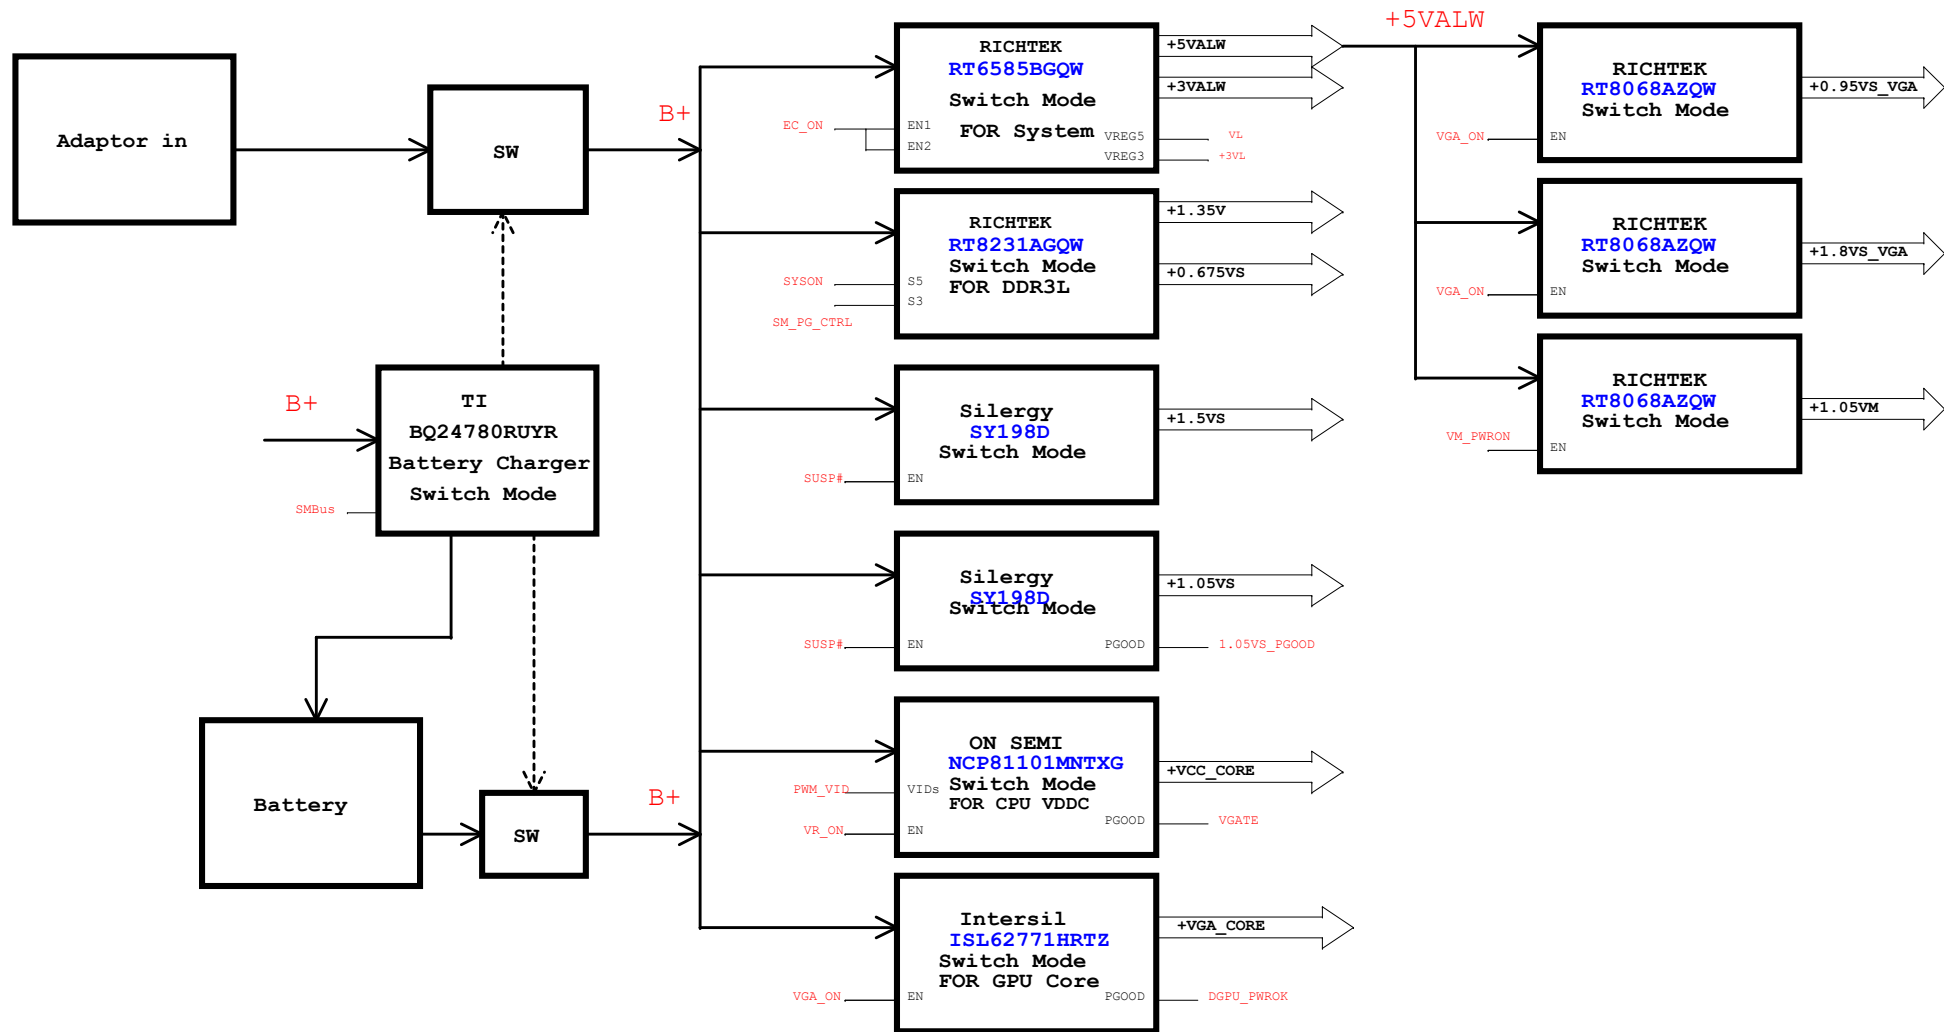 Adaptor in
SW
B+
TI
BQ24780RUYR
Battery Charger
Switch Mode
B+
SMBus
Battery
SW
B+
RICHTEK
RT6585BGQW
Switch Mode
FOR System
EC_ON
EN1
EN2
VREG5
VREG3
VL
+3VL
+5VALW
+3VALW
RICHTEK
RT8231AGQW
Switch Mode
FOR DDR3L
SYSON
S5
S3
SM_PG_CTRL
+1.35V
+0.675VS
Silergy
SY198D
Switch Mode
SUSP#
EN
+1.5VS
Silergy
SY198D
Switch Mode
SUSP#
EN
PGOOD
1.05VS_PGOOD
+1.05VS
ON SEMI
NCP81101MNTXG
Switch Mode
FOR CPU VDDC
PWM_VID
VIDs
VR_ON
EN
PGOOD
VGATE
+VCC_CORE
Intersil
ISL62771HRTZ
Switch Mode
FOR GPU Core
VGA_ON
EN
PGOOD
DGPU_PWROK
+VGA_CORE
+5VALW
RICHTEK
RT8068AZQW
Switch Mode
VGA_ON
EN
+0.95VS_VGA
RICHTEK
RT8068AZQW
Switch Mode
VGA_ON
EN
+1.8VS_VGA
RICHTEK
RT8068AZQW
Switch Mode
VM_PWRON
EN
+1.05VM